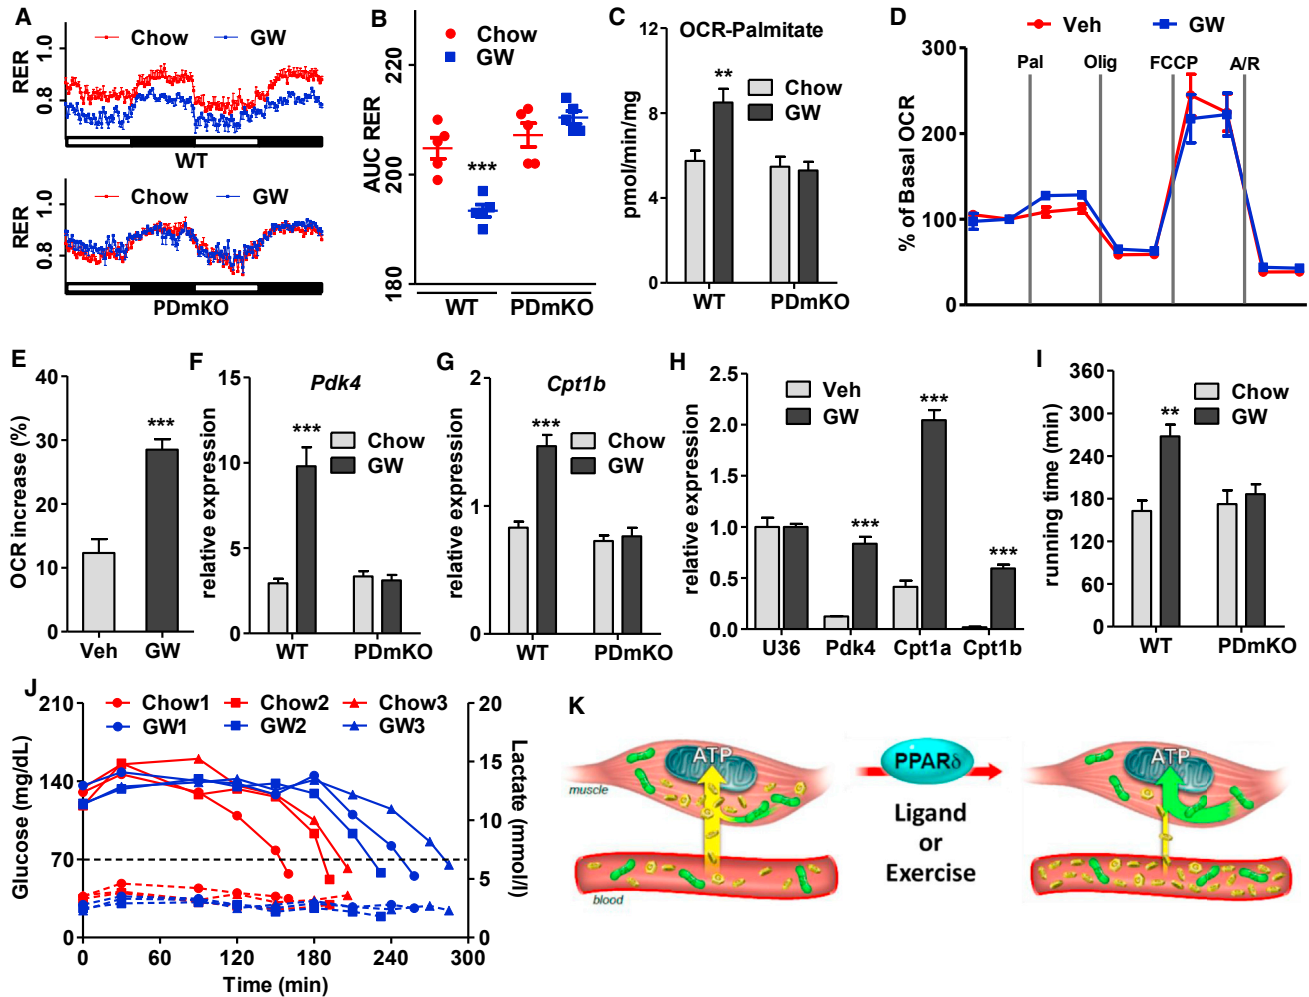 A
RER
1.0
0.8
Chow
GW
WT
RER
1.0
0.8
Chow
GW
PDmKO
B
AUC RER
220
200
180
Chow
GW
***
WT
PDmKO
C
OCR-Palmitate
pmol/min/mg
12
8
4
0
**
Chow
GW
WT
PDmKO
D
Veh
GW
% of Basal OCR
300
200
100
0
Pal
Olig
FCCP
A/R
E
OCR increase (%)
40
30
20
10
0
***
Veh
GW
F
Pdk4
relative expression
15
10
5
0
***
Chow
GW
WT
PDmKO
G
Cpt1b
relative expression
2
1
0
***
Chow
GW
WT
PDmKO
H
relative expression
2.5
2.0
1.5
1.0
0.5
0.0
Veh
GW
***
***
***
U36
Pdk4
Cpt1a
Cpt1b
I
running time (min)
360
300
240
180
120
60
0
**
Chow
GW
WT
PDmKO
J
Glucose (mg/dL)
210
140
70
0
Chow1
Chow2
Chow3
GW1
GW2
GW3
20
15
10
5
0
Lactate (mmol/l)
0
60
120
180
240
300
Time (min)
K
ATP
muscle
blood
PPARδ
Ligand
or
Exercise
ATP